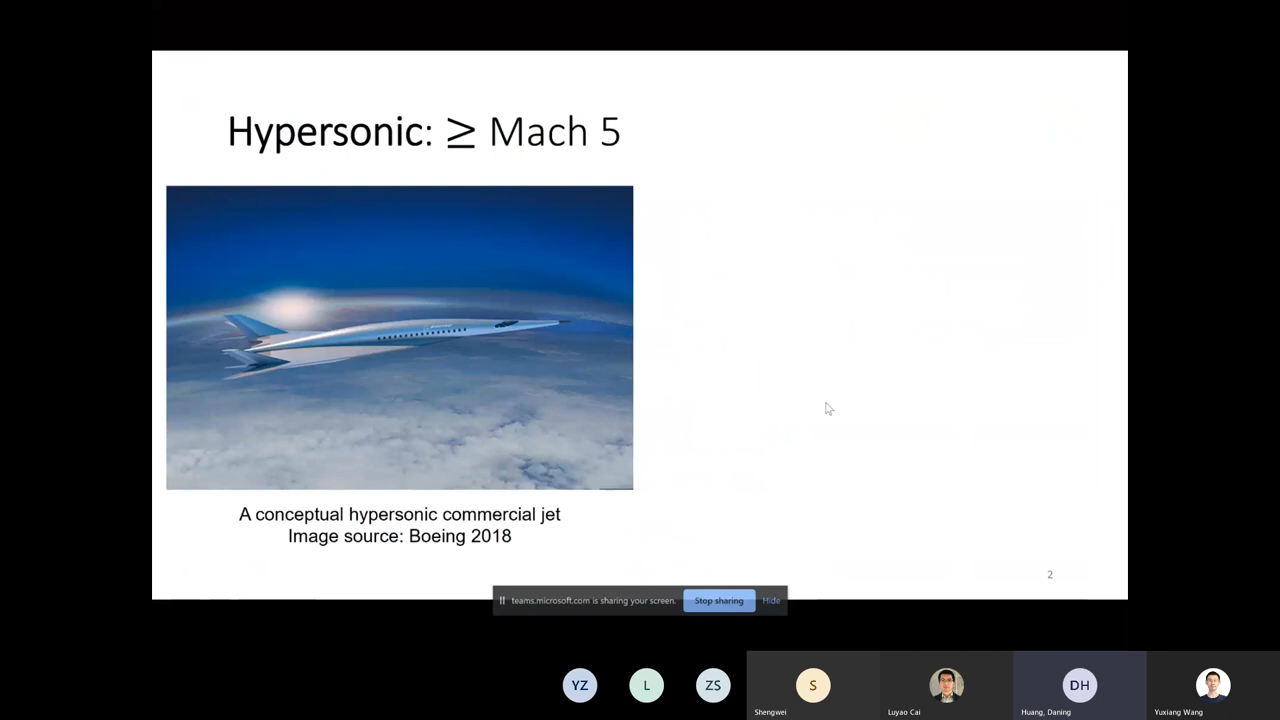 Hypersonic: ≥ Mach 5
A conceptual hypersonic commercial jet
Image source: Boeing 2018
2
teams.microsoft.com is sharing your screen.
Stop sharing
Hide
YZ
L
ZS
S
DH
Shengwei
Luyao Cai
Huang, Daning
Yuxiang Wang